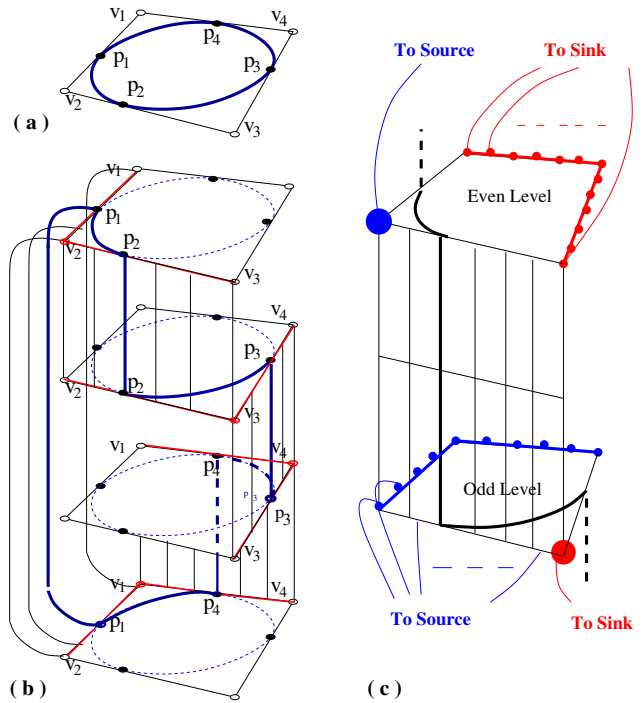 v1
v4
p4
p1
p3
p2
v2
v3
( a )
To Source
To Sink
v1
p1
Even Level
p2
v2
v3
v4
p3
p2
v2
v3
v1
v4
p4
Odd Level
p3
p3
v3
v1
v4
p4
p1
To Source
To Sink
v2
( b )
( c )